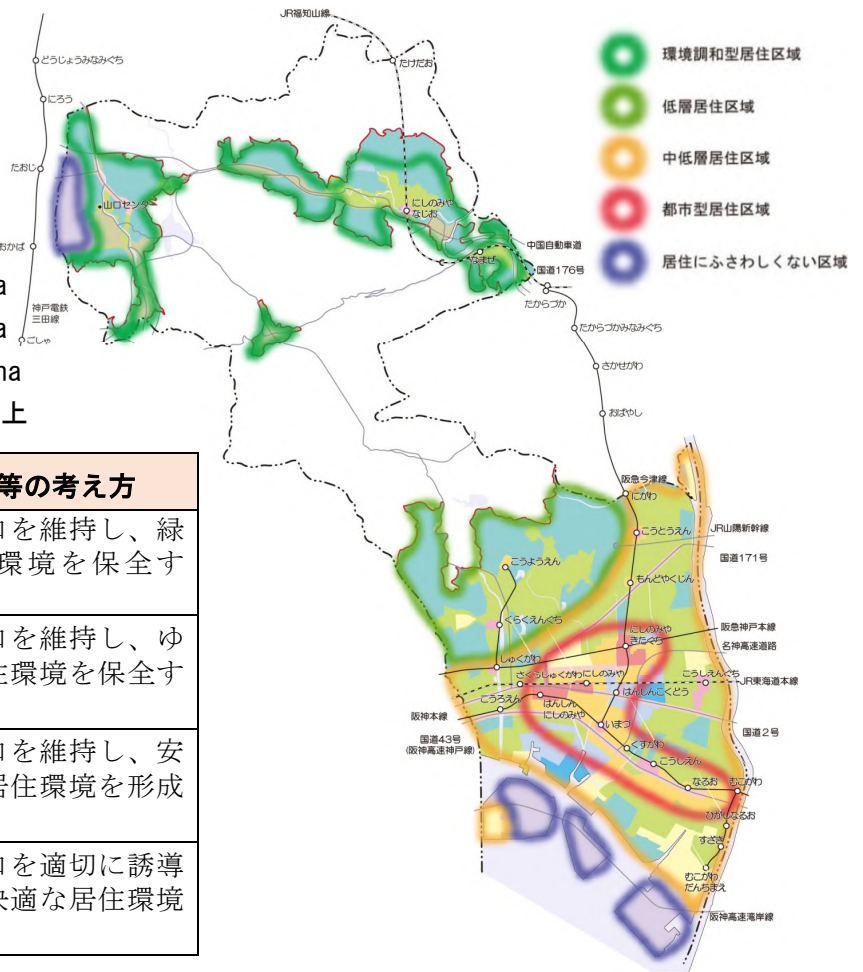 JR福知山線
どうじょうみなみぐち
たけだお
にろう
たおじ
山口センター
おかば
にしのみや
なじお
神戸電鉄
三田線
ごしゃ
なまぜ
中国自動車道
国道176号
たからづか
たからづかみなみぐち
さかせがわ
おばやし
環境調和型居住区域
低層居住区域
中低層居住区域
都市型居住区域
居住にふさわしくない区域
a
a
ha
上
等の考え方
口を維持し、緑
環境を保全す
口を維持し、ゆ
住環境を保全す
口を維持し、安
居住環境を形成
口を適切に誘導
快適な居住環境
阪急今津線
にがわ
JR山陽新幹線
こうとうえん
国道171号
こうようえん
もんどやくじん
くらくえんぐち
にしのみや
きたぐち
阪急神戸本線
名神高速道路
しゅくがわ
さくらしゅくがわ
にしのみや
こうしえんぐち
JR東海道本線
こうろえん
はんしん
にしのみや
はんしんこくどう
阪神本線
いまづ
国道2号
国道43号
(阪神高速神戸線)
くすがわ
こうしえん
なるお
むこがわ
ひがしなるお
すざき
むこがわ
だんちまえ
阪神高速湾岸線